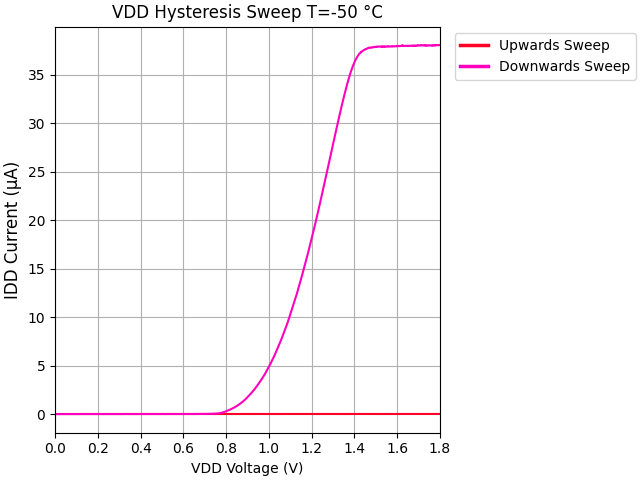 VDD Hysteresis Sweep T=-50 °C
Upwards Sweep
Downwards Sweep
IDD Current (μA)
35
30
25
20
15
10
5
0
0.0 0.2 0.4 0.6 0.8 1.0 1.2 1.4 1.6 1.8
VDD Voltage (V)